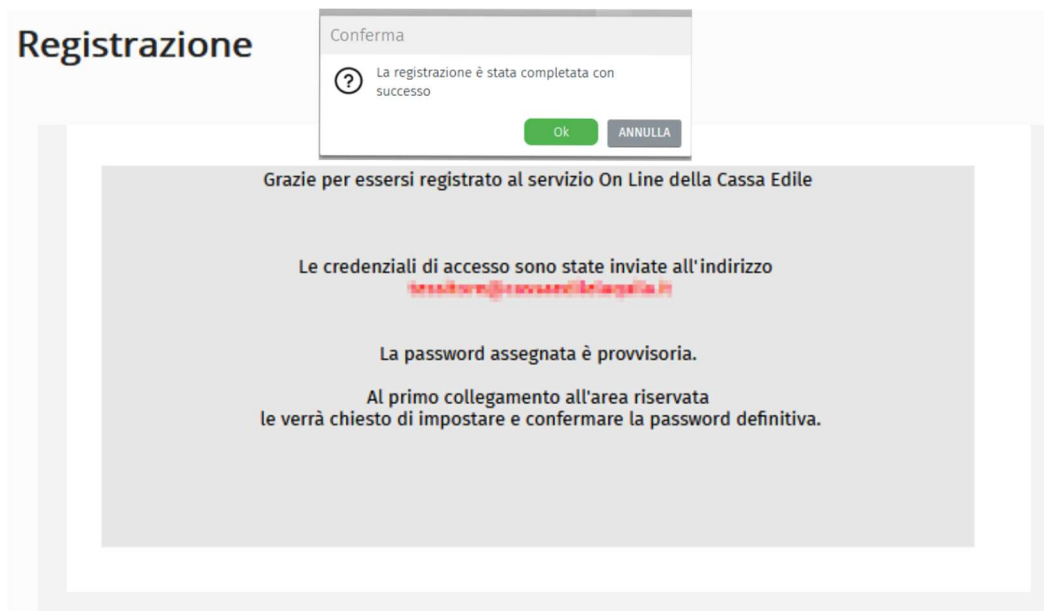 Registrazione
Conferma
La registrazione è stata completata con
successo
Ok
ANNULLA
Grazie per essersi registrato al servizio On Line della Cassa Edile
Le credenziali di accesso sono state inviate all'indirizzo
La password assegnata è provvisoria.
Al primo collegamento all'area riservata
le verrà chiesto di impostare e confermare la password definitiva.